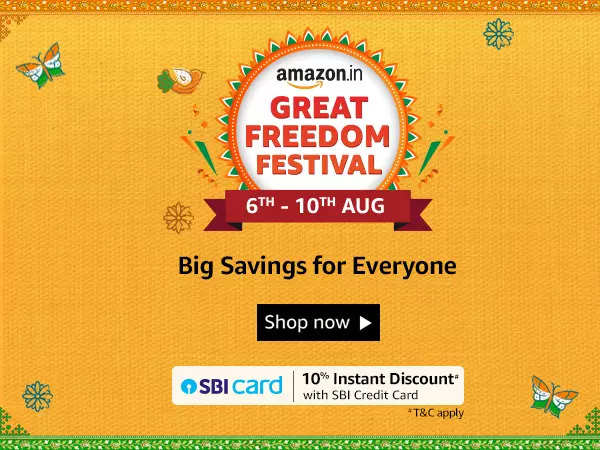 amazon.in
GREAT
FREEDOM
FESTIVAL
6TH - 10TH AUG
Big Savings for Everyone
Shop now
SBI card
10% Instant Discount#
with SBI Credit Card
#T&C apply